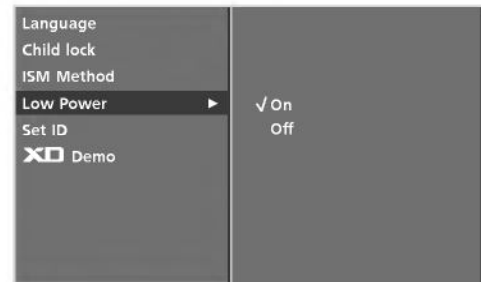 Language
Child lock
ISM Method
Low Power ►
√ On
Off
Set ID
XD Demo